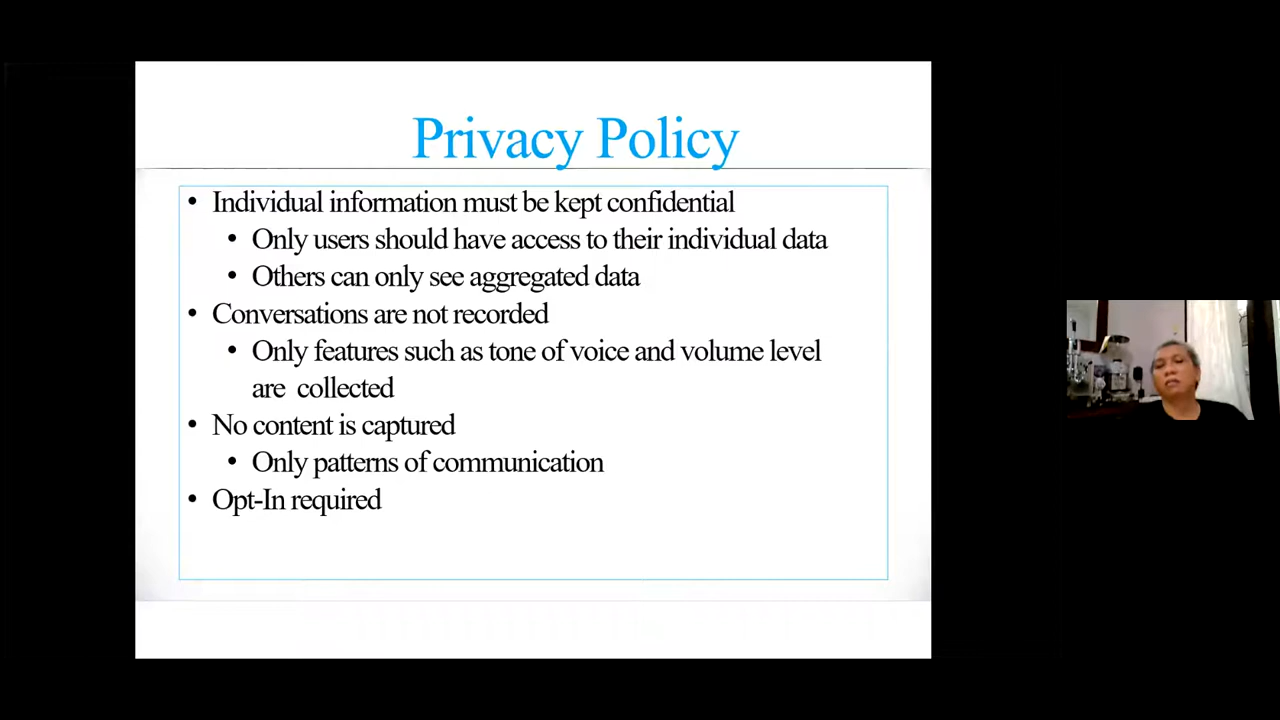 Privacy Policy
• Individual information must be kept confidential
• Only users should have access to their individual data
• Others can only see aggregated data
• Conversations are not recorded
• Only features such as tone of voice and volume level
are  collected
• No content is captured
• Only patterns of communication
• Opt-In required